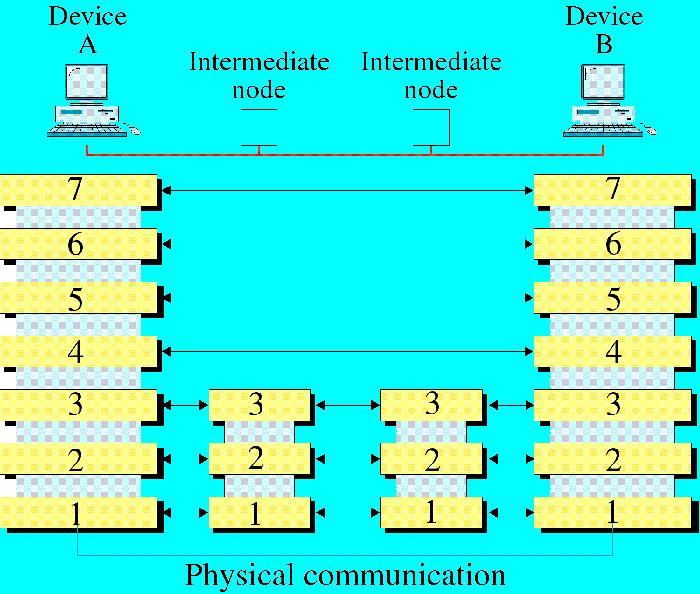 Device
A
Device
B
Intermediate
node
Intermediate
node
7
7
6
6
5
5
4
4
3
3
3
3
2
2
2
2
1
1
1
1
Physical communication